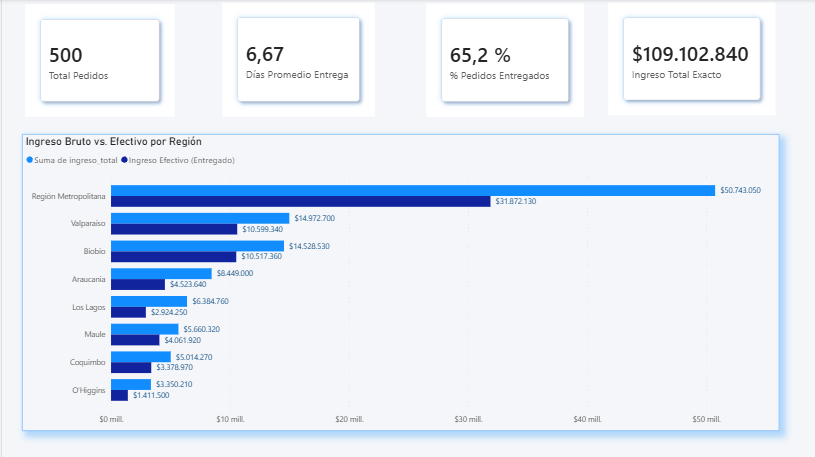 500
Total Pedidos
6,67
Días Promedio Entrega
65,2 %
% Pedidos Entregados
$109.102.840
Ingreso Total Exacto
Ingreso Bruto vs. Efectivo por Región
Suma de ingreso_total Ingreso Efectivo (Entregado)
Región Metropolitana
$50.743.050
$31.872.130
Valparaíso
$14.972.700
$10.599.340
Biobío
$14.528.530
$10.517.360
Araucania
$8.449.000
$4.523.640
Los Lagos
$6.384.760
$2.924.250
Maule
$5.660.320
$4.061.920
Coquimbo
$5.014.270
$3.378.970
O'Higgins
$3.350.210
$1.411.500
$0 mill. $10 mill. $20 mill. $30 mill. $40 mill. $50 mill.